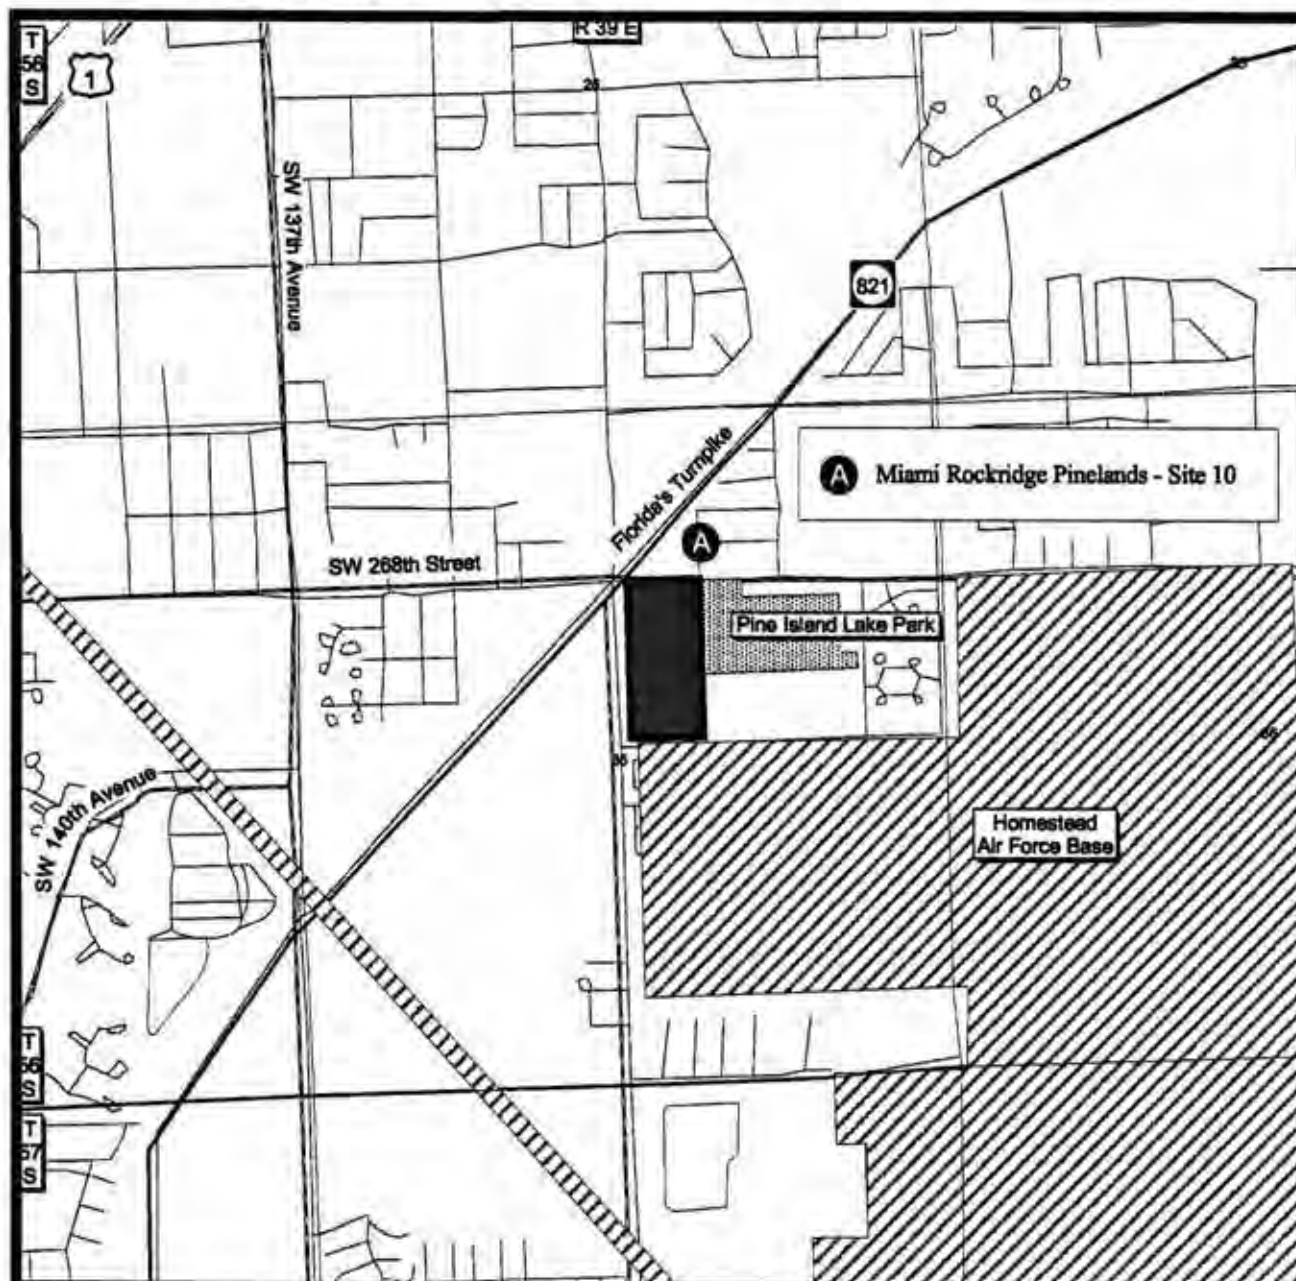 T
56
S
1
R 39 E
26
25
SW 137th Avenue
821
Florida's Turnpike
A Miami Rockridge Pinelands - Site 10
A
SW 268th Street
Pine Island Lake Park
SW 140th Avenue
Homestead
Air Force Base
T
56
S
T
57
S